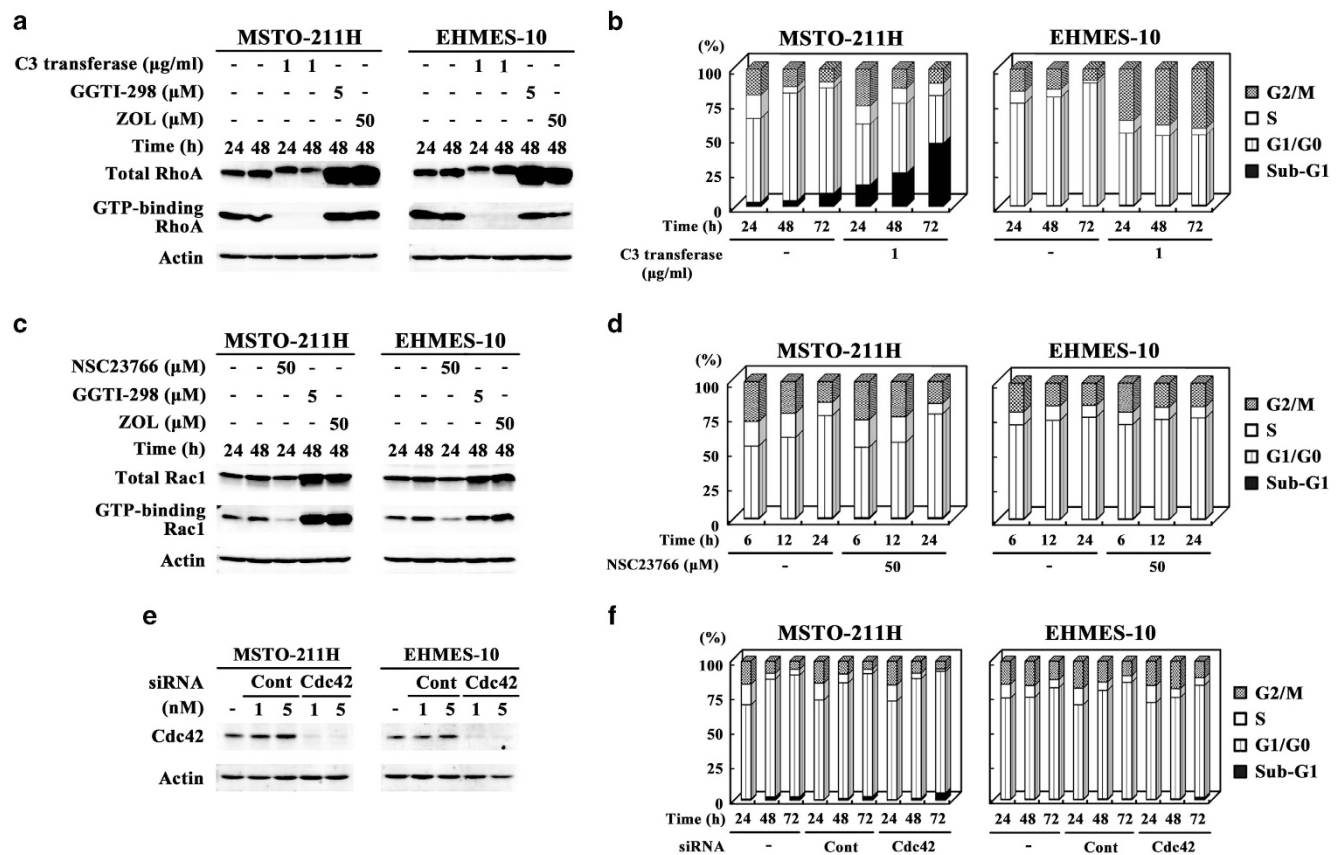 a
MSTO-211H EHMES-10
C3 transferase (μg/ml) - - 1 1 - - - - 1 1 - -
GGTI-298 (μM) - - - - 5 - - - - - 5 -
ZOL (μM) - - - - - 50 - - - - - 50
Time (h) 24 48 24 48 48 48 24 48 24 48 48 48
Total RhoA
GTP-binding
RhoA
Actin
b
(%) MSTO-211H EHMES-10
100
75
50
25
0
G2/M
S
G1/G0
Sub-G1
Time (h) 24 48 72 24 48 72 24 48 72 24 48 72
C3 transferase - 1 - 1
(μg/ml)
c
MSTO-211H EHMES-10
NSC23766 (μM) - - 50 - - - - 50 - -
GGTI-298 (μM) - - - 5 - - - - 5 -
ZOL (μM) - - - - 50 - - - - 50
Time (h) 24 48 24 48 48 24 48 24 48 48
Total Rac1
GTP-binding
Rac1
Actin
d
(%) MSTO-211H EHMES-10
100
75
50
25
0
G2/M
S
G1/G0
Sub-G1
Time (h) 6 12 24 6 12 24 6 12 24 6 12 24
NSC23766 (μM) - 50 - 50
e
MSTO-211H EHMES-10
siRNA Cont Cdc42 Cont Cdc42
(nM) - 1 5 1 5 - 1 5 1 5
Cdc42
Actin
f
(%) MSTO-211H EHMES-10
100
75
50
25
0
G2/M
S
G1/G0
Sub-G1
Time (h) 24 48 72 24 48 72 24 48 72 24 48 72 24 48 72 24 48 72
siRNA - Cont Cdc42 - Cont Cdc42